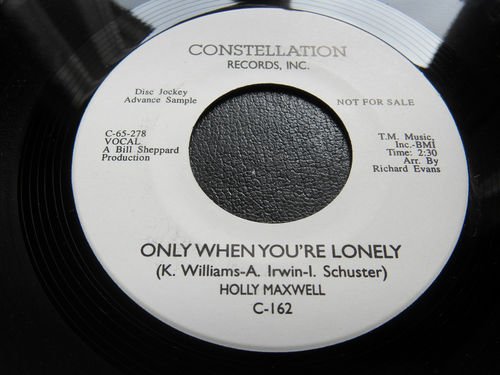 CONSTELLATION
RECORDS, INC.
Disc Jockey
Advance Sample
NOT FOR SALE
C-65-278
VOCAL
A Bill Sheppard
Production
T.M. Music,
Inc.-BMI
Time: 2:30
Arr. By
Richard Evans
ONLY WHEN YOU'RE LONELY
(K. Williams-A. Irwin-I. Schuster)
HOLLY MAXWELL
C-162